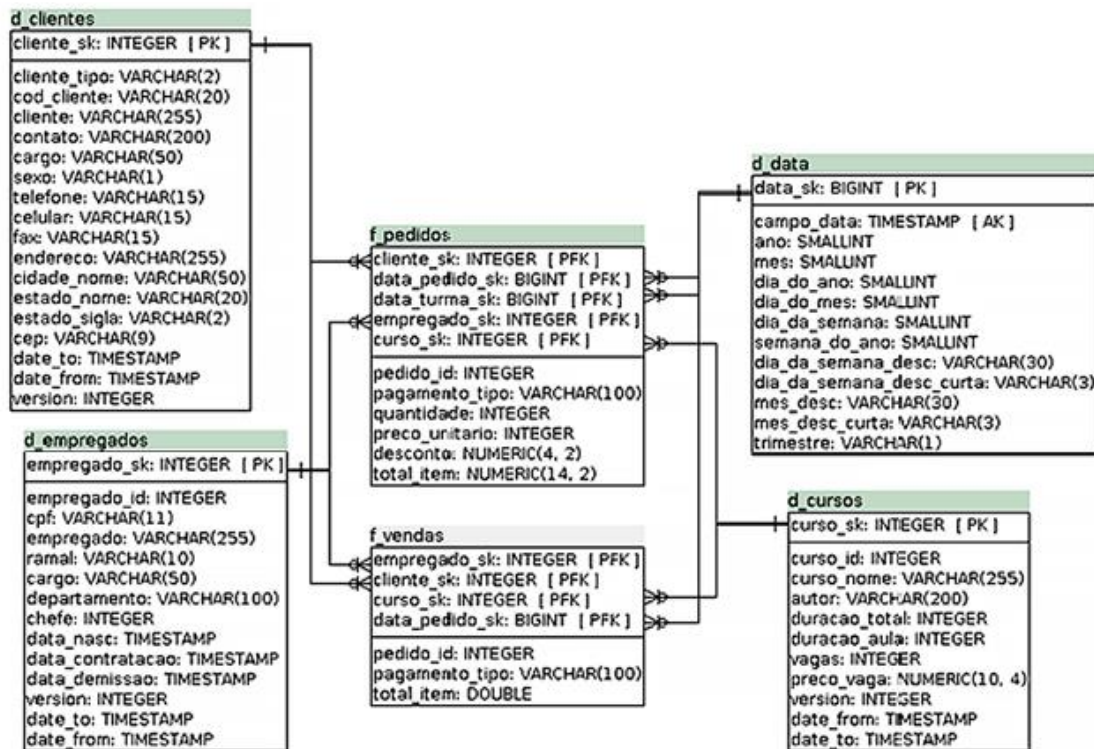 d_clientes
cliente_sk: INTEGER [ PK ]
cliente_tipo: VARCHAR(2)
cod_cliente: VARCHAR(20)
cliente: VARCHAR(255)
contato: VARCHAR(200)
cargo: VARCHAR(50)
sexo: VARCHAR(1)
telefone: VARCHAR(15)
celular: VARCHAR(15)
fax: VARCHAR(15)
endereco: VARCHAR(255)
cidade_nome: VARCHAR(50)
estado_nome: VARCHAR(20)
estado_sigla: VARCHAR(2)
cep: VARCHAR(9)
date_to: TIMESTAMP
date_from: TIMESTAMP
version: INTEGER
d_empregados
empregado_sk: INTEGER [ PK ]
empregado_id: INTEGER
cpf: VARCHAR(11)
empregado: VARCHAR(255)
ramal: VARCHAR(10)
cargo: VARCHAR(50)
departamento: VARCHAR(100)
chefe: INTEGER
data_nasc: TIMESTAMP
data_contratacao: TIMESTAMP
data_demissao: TIMESTAMP
version: INTEGER
date_to: TIMESTAMP
date_from: TIMESTAMP
f_pedidos
cliente_sk: INTEGER [ PFK ]
data_pedido_sk: BIGINT [ PFK ]
data_turma_sk: BIGINT [ PFK ]
empregado_sk: INTEGER [ PFK ]
curso_sk: INTEGER [ PFK ]
pedido_id: INTEGER
pagamento_tipo: VARCHAR(100)
quantidade: INTEGER
preco_unitario: INTEGER
desconto: NUMERIC(4, 2)
total_item: NUMERIC(14, 2)
f_vendas
empregado_sk: INTEGER [ PFK ]
cliente_sk: INTEGER [ PFK ]
curso_sk: INTEGER [ PFK ]
data_pedido_sk: BIGINT [ PFK ]
pedido_id: INTEGER
pagamento_tipo: VARCHAR(100)
total_item: DOUBLE
d_data
data_sk: BIGINT [ PK ]
campo_data: TIMESTAMP [ AK ]
ano: SMALLINT
mes: SMALLINT
dia_do_ano: SMALLINT
dia_do_mes: SMALLINT
dia_da_semana: SMALLINT
semana_do_ano: SMALLINT
dia_da_semana_desc: VARCHAR(30)
dia_da_semana_desc_curta: VARCHAR(3)
mes_desc: VARCHAR(30)
mes_desc_curta: VARCHAR(3)
trimestre: VARCHAR(1)
d_cursos
curso_sk: INTEGER [ PK ]
curso_id: INTEGER
curso_nome: VARCHAR(255)
autor: VARCHAR(200)
duracao_total: INTEGER
duracao_aula: INTEGER
vagas: INTEGER
preco_vaga: NUMERIC(10, 4)
version: INTEGER
date_from: TIMESTAMP
date_to: TIMESTAMP